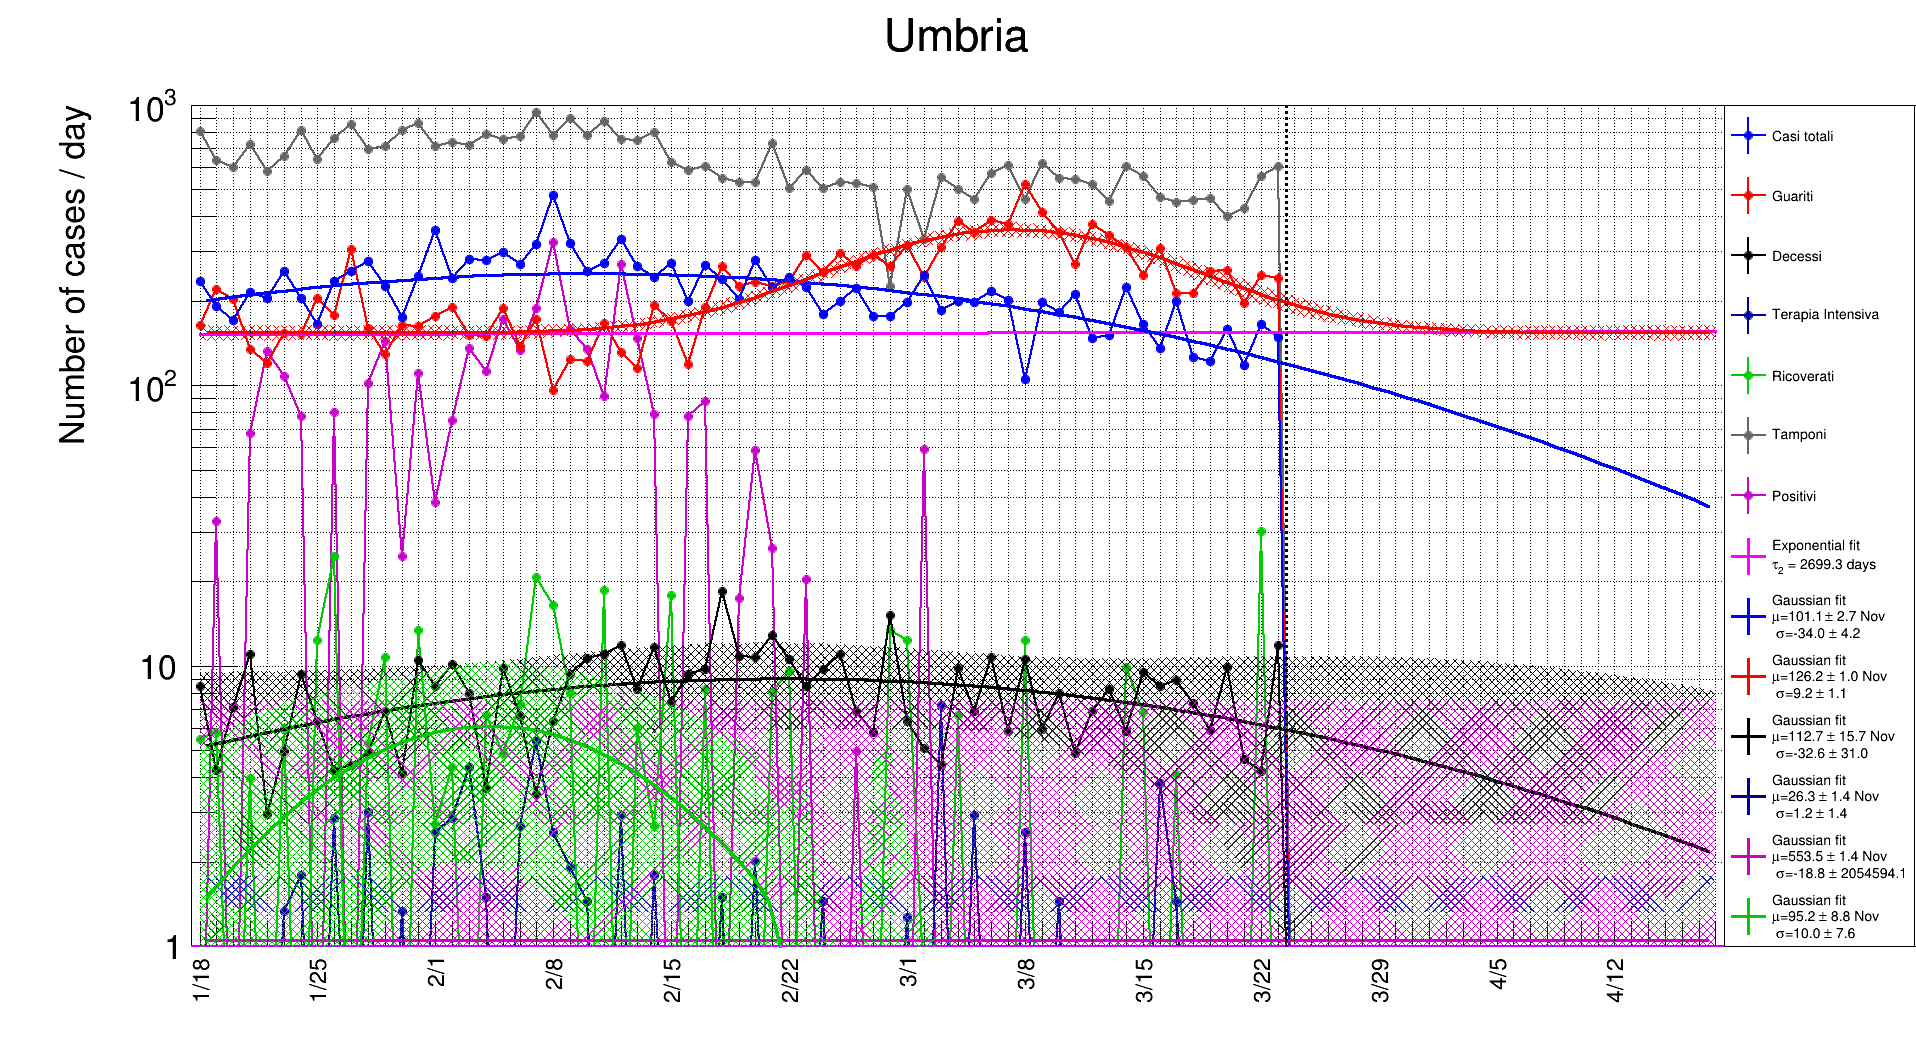 Umbria
Number of cases / day
10³
10²
10
1
1/18
1/25
2/1
2/8
2/15
2/22
3/1
3/8
3/15
3/22
3/29
4/5
4/12
Casi totali
Guariti
Decessi
Terapia Intensiva
Ricoverati
Tamponi
Positivi
Exponential fit
τ₂ = 2699.3 days
Gaussian fit
μ=101.1 ± 2.7 Nov
σ=-34.0 ± 4.2
Gaussian fit
μ=126.2 ± 1.0 Nov
σ=9.2 ± 1.1
Gaussian fit
μ=112.7 ± 15.7 Nov
σ=-32.6 ± 31.0
Gaussian fit
μ=26.3 ± 1.4 Nov
σ=1.2 ± 1.4
Gaussian fit
μ=553.5 ± 1.4 Nov
σ=-18.8 ± 2054594.1
Gaussian fit
μ=95.2 ± 8.8 Nov
σ=10.0 ± 7.6